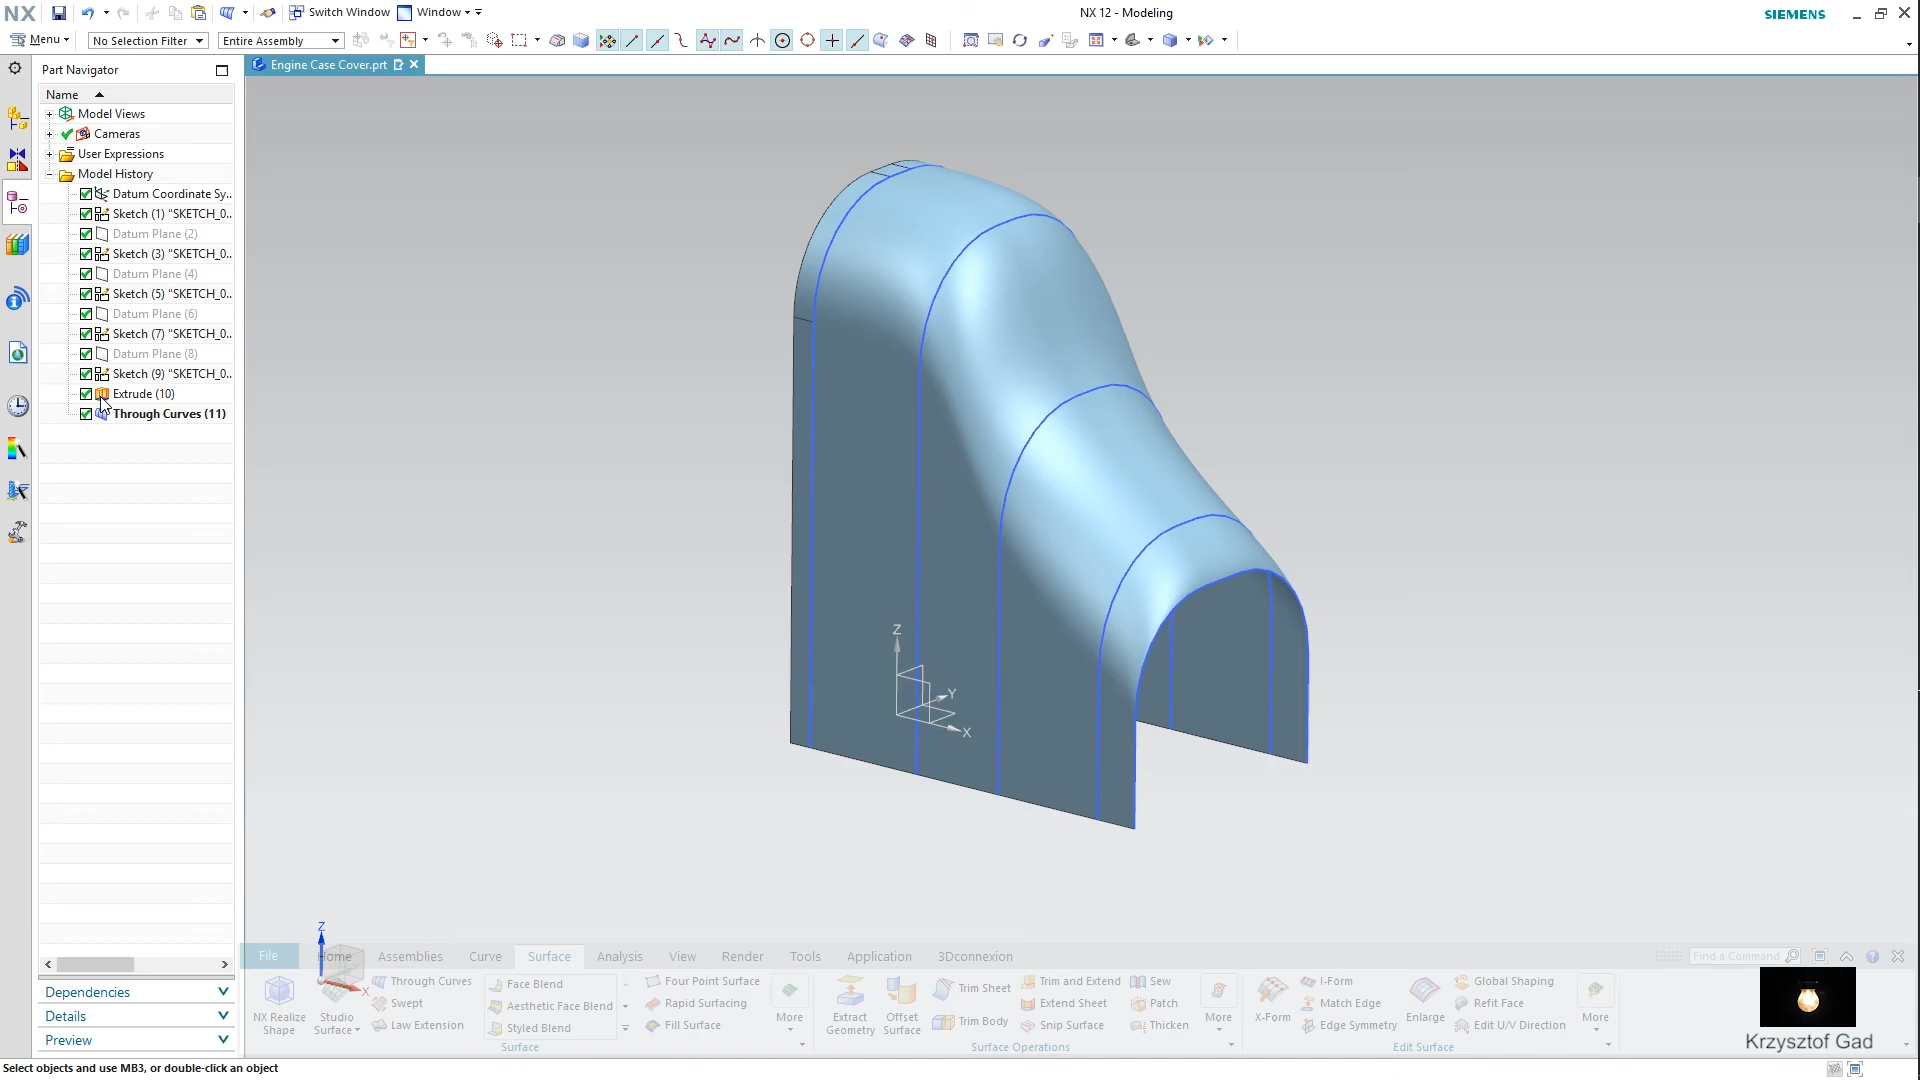 NX
Switch Window
Window
NX 12 - Modeling
SIEMENS
Menu
No Selection Filter
Entire Assembly
Part Navigator
Engine Case Cover.prt
Name
Model Views
Cameras
User Expressions
Model History
Datum Coordinate Sy..
Sketch (1) "SKETCH_0..
Datum Plane (2)
Sketch (3) "SKETCH_0..
Datum Plane (4)
Sketch (5) "SKETCH_0..
Datum Plane (6)
Sketch (7) "SKETCH_0..
Datum Plane (8)
Sketch (9) "SKETCH_0..
Extrude (10)
Through Curves (11)
Z
Y
X
Z
X
File
Home
Assemblies
Curve
Surface
Analysis
View
Render
Tools
Application
3Dconnexion
Find a Command
NX Realize Shape
Studio Surface
Through Curves
Swept
Law Extension
Face Blend
Aesthetic Face Blend
Styled Blend
Four Point Surface
Rapid Surfacing
Fill Surface
More
Surface
Extract Geometry
Offset Surface
Trim Sheet
Trim Body
Trim and Extend
Extend Sheet
Snip Surface
Sew
Patch
Thicken
More
Surface Operations
X-Form
I-Form
Match Edge
Edge Symmetry
Enlarge
Global Shaping
Refit Face
Edit U/V Direction
More
Edit Surface
Krzysztof Gad
Dependencies
Details
Preview
Select objects and use MB3, or double-click an object